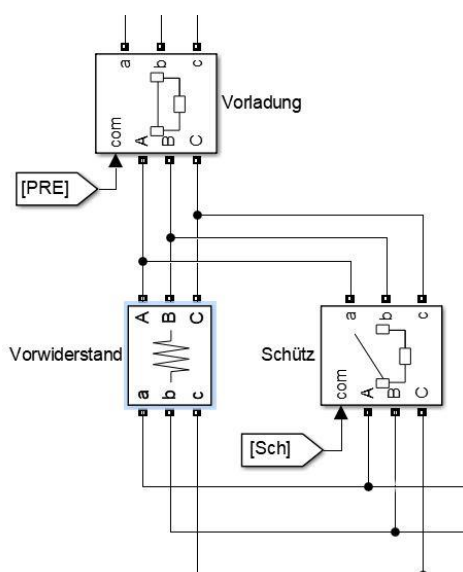 a b c
com
A B C
Vorladung
[PRE]
A B C
Vorwiderstand
a b c
a b c
Schütz
com
A B C
[Sch]